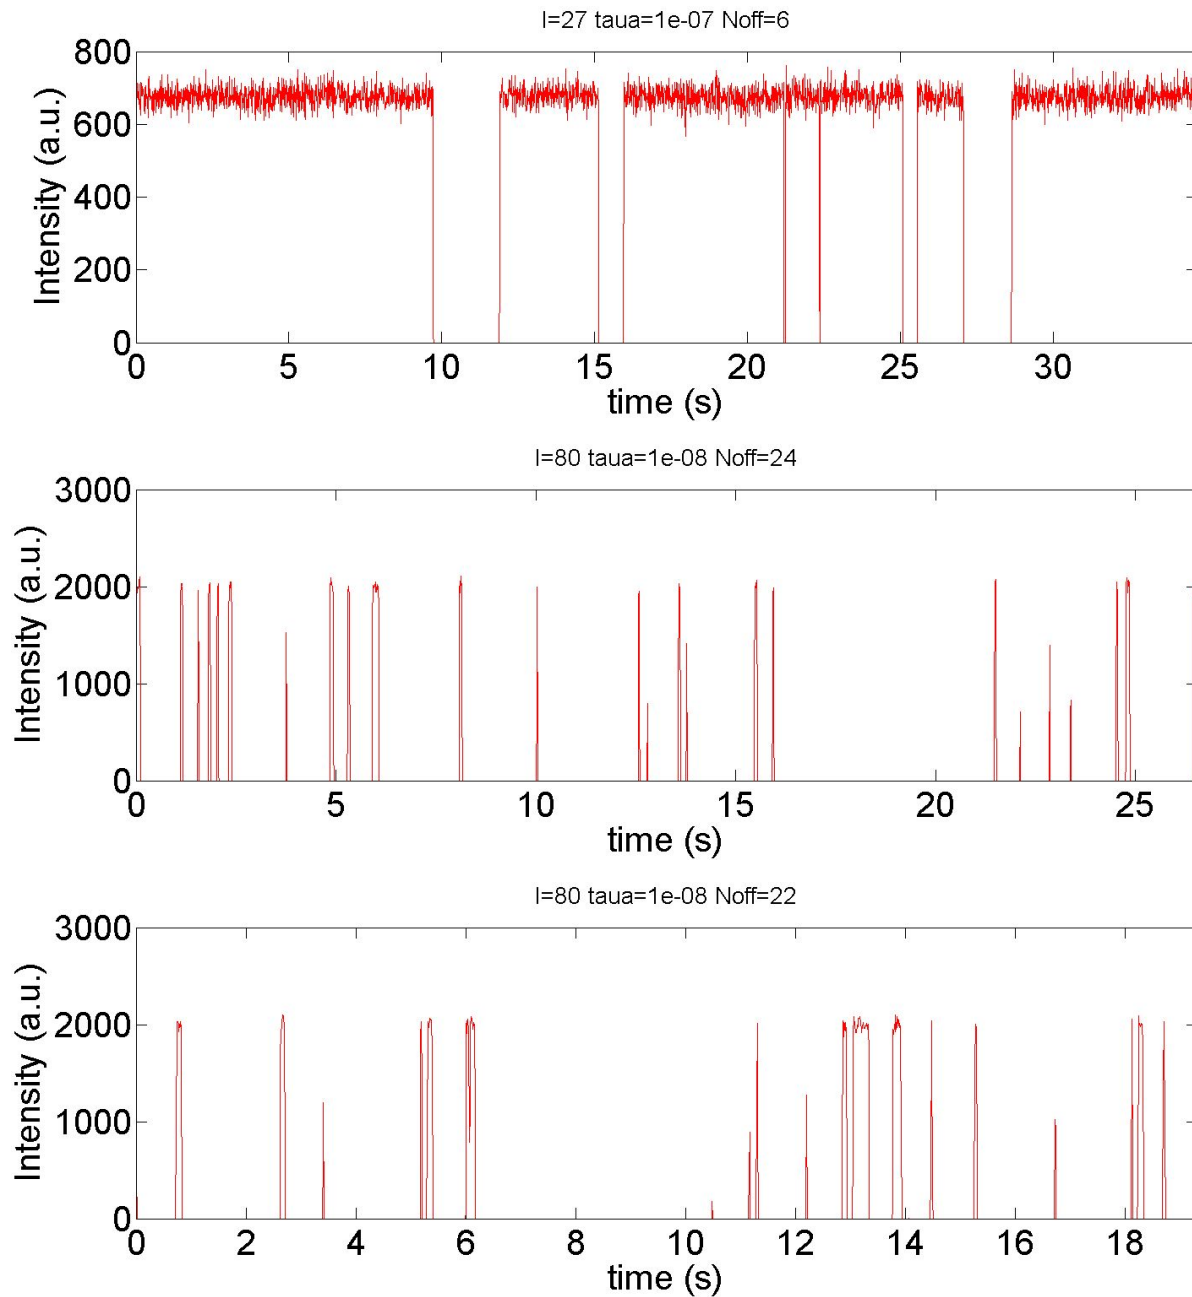 I=27 taua=1e-07 Noff=6
800
600
400
200
0
Intensity (a.u.)
0 5 10 15 20 25 30
time (s)
I=80 taua=1e-08 Noff=24
3000
2000
1000
0
Intensity (a.u.)
0 5 10 15 20 25
time (s)
I=80 taua=1e-08 Noff=22
3000
2000
1000
0
Intensity (a.u.)
0 2 4 6 8 10 12 14 16 18
time (s)